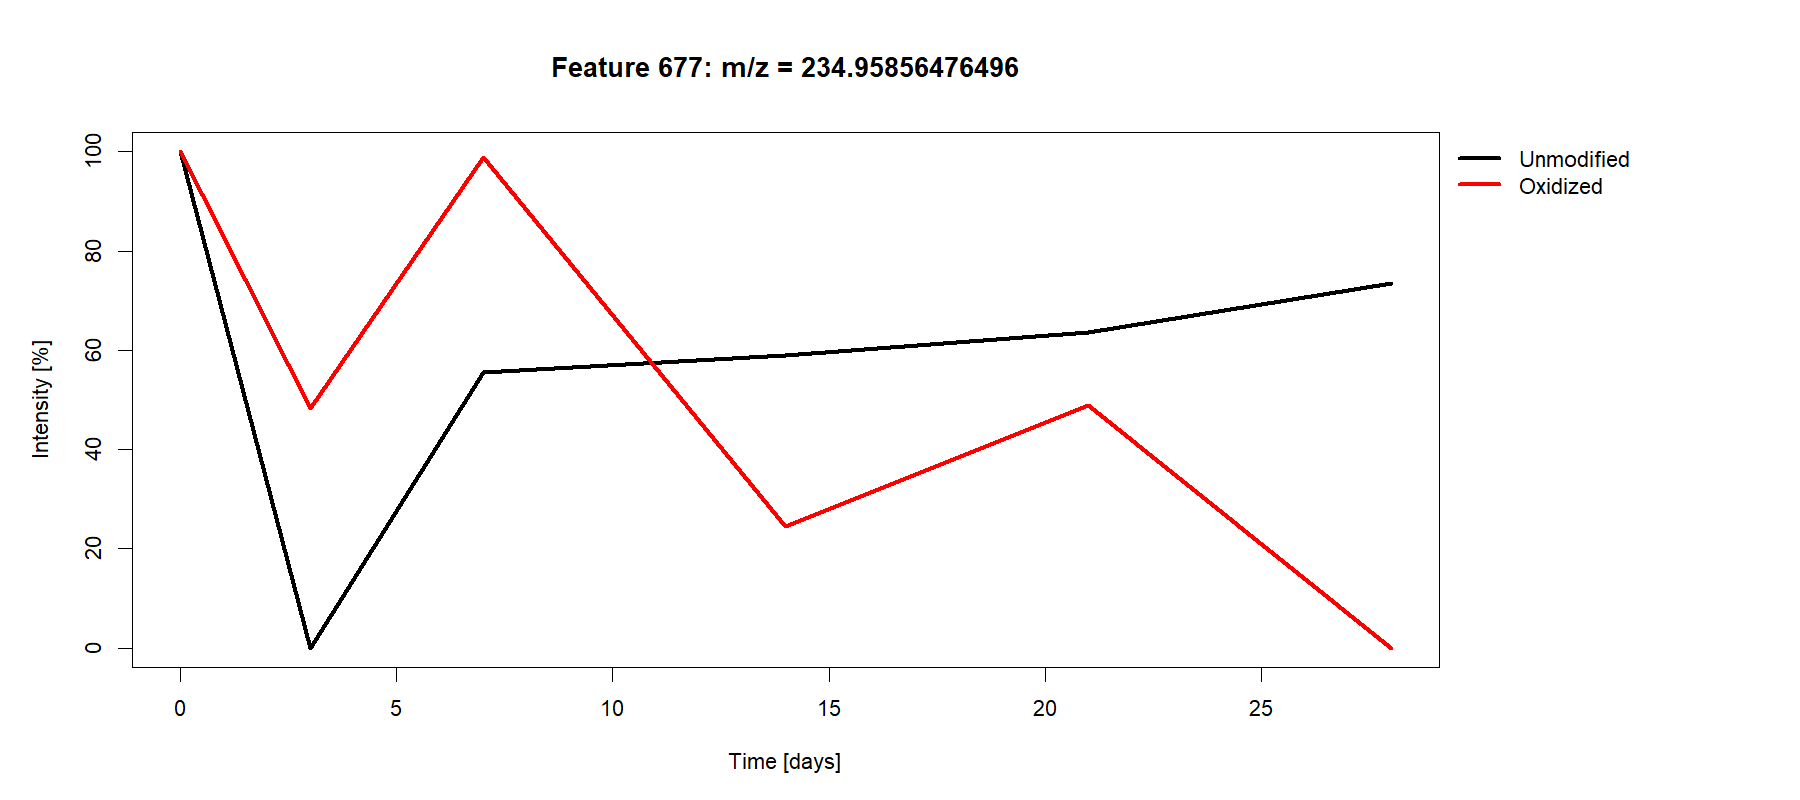 Feature 677: m/z = 234.95856476496
Unmodified
Oxidized
Intensity [%]
100
80
60
40
20
0
0 5 10 15 20 25
Time [days]